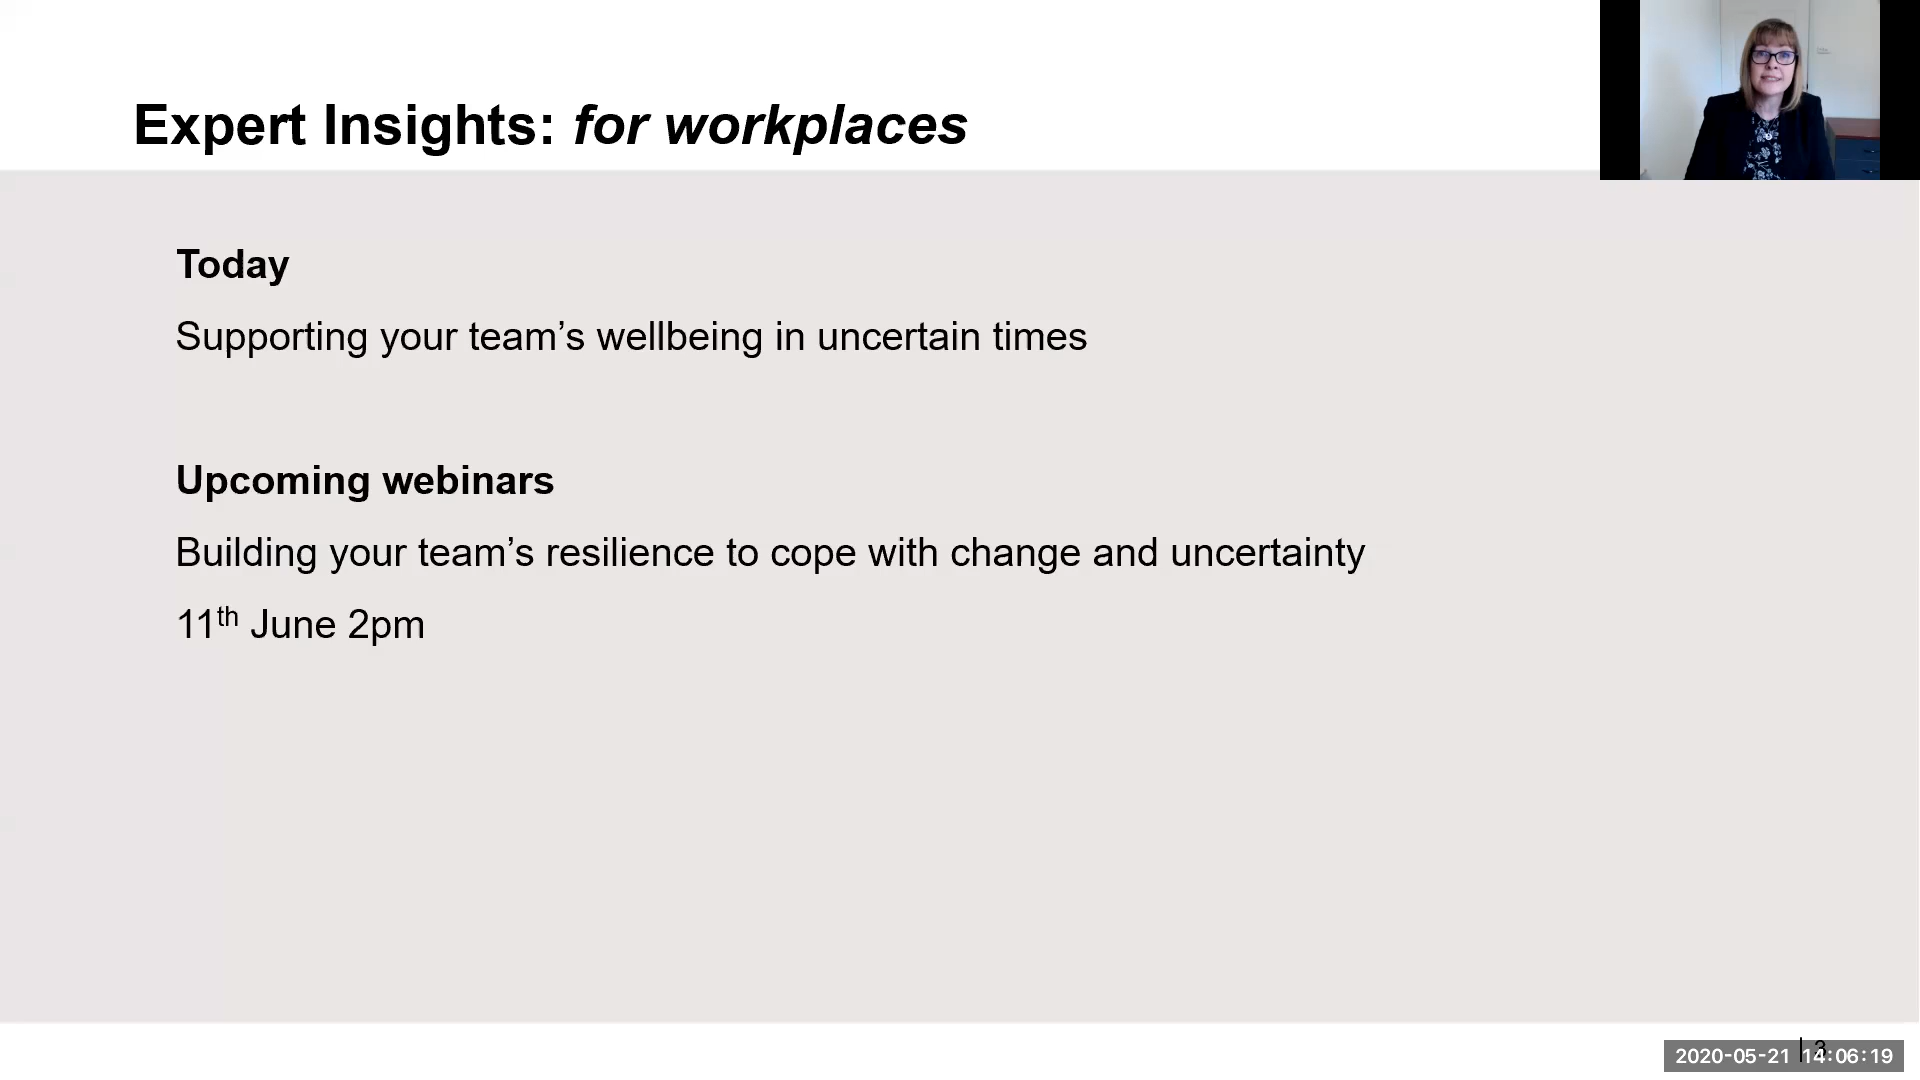 Expert Insights: for workplaces
Today
Supporting your team’s wellbeing in uncertain times
Upcoming webinars
Building your team’s resilience to cope with change and uncertainty
11th June 2pm
| 3
2020-05-21 14:06:19